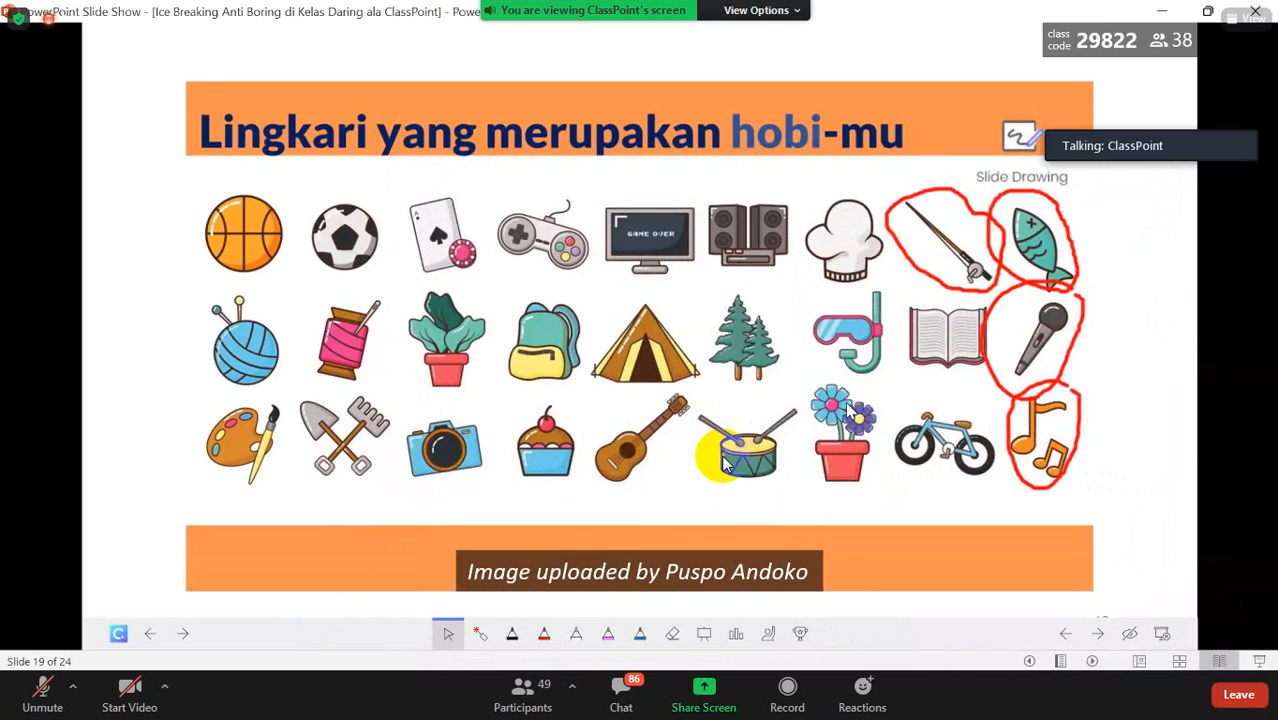 PowerPoint Slide Show - [Ice Breaking Anti Boring di Kelas Daring ala ClassPoint] - Powe
You are viewing ClassPoint's screen
View Options
View
class code 29822
38
Lingkari yang merupakan hobi-mu
Talking: ClassPoint
Slide Drawing
GAME OVER
Image uploaded by Puspo Andoko
Slide 19 of 24
Unmute
Start Video
49
Participants
86
Chat
Share Screen
Record
Reactions
Leave